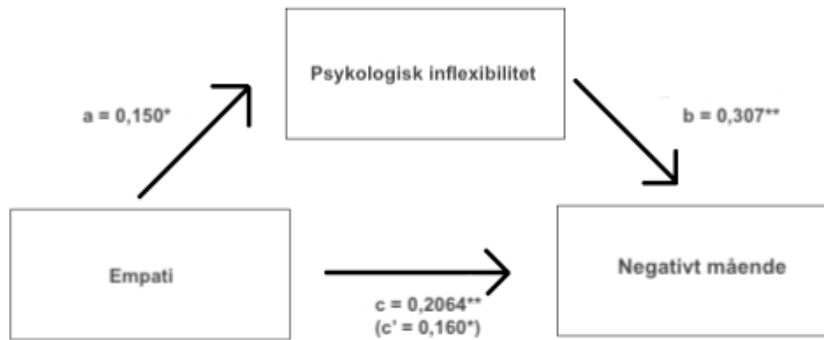 Psykologisk inflexibilitet
a = 0,150*
b = 0,307**
Empati
Negativt mående
c = 0,2064**
(c' = 0,160*)